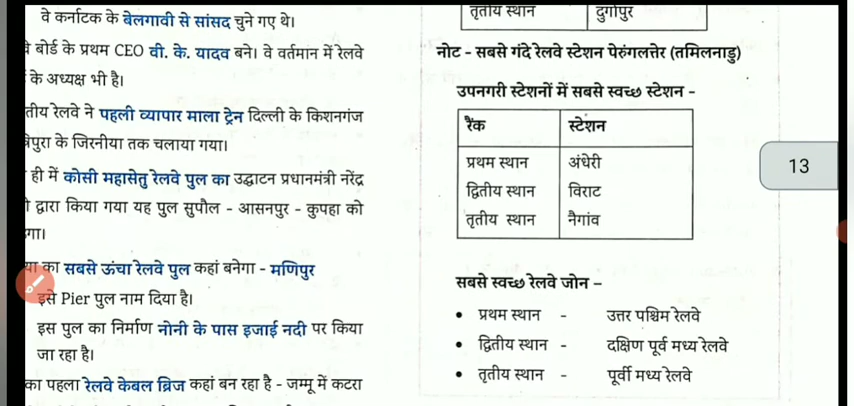 वे कर्नाटक के बेलगावी से सांसद चुने गए थे।
बोर्ड के प्रथम CEO वी. के. यादव बने। वे वर्तमान में रेलवे
के अध्यक्ष भी है।
तीय रेलवे ने पहली व्यापार माला ट्रेन दिल्ली के किशनगंज
त्रिपुरा के जिरनीया तक चलाया गया।
ही में कोसी महासेतु रेलवे पुल का उद्घाटन प्रधानमंत्री नरेंद्र
द्वारा किया गया यह पुल सुपौल - आसनपुर - कुपहा को
गा।
या का सबसे ऊंचा रेलवे पुल कहां बनेगा - मणिपुर
इसे Pier पुल नाम दिया है।
इस पुल का निर्माण नोनी के पास इजाई नदी पर किया
जा रहा है।
का पहला रेलवे केबल ब्रिज कहां बन रहा है - जम्मू में कटरा
तृतीय स्थान दुर्गापुर
नोट - सबसे गंदे रेलवे स्टेशन पेरुंगलत्तेर (तमिलनाडु)
उपनगरी स्टेशनों में सबसे स्वच्छ स्टेशन -
रैंक स्टेशन
प्रथम स्थान अंधेरी
द्वितीय स्थान विराट
तृतीय स्थान नैगांव
सबसे स्वच्छ रेलवे जोन –
• प्रथम स्थान - उत्तर पश्चिम रेलवे
• द्वितीय स्थान - दक्षिण पूर्व मध्य रेलवे
• तृतीय स्थान - पूर्वी मध्य रेलवे
13